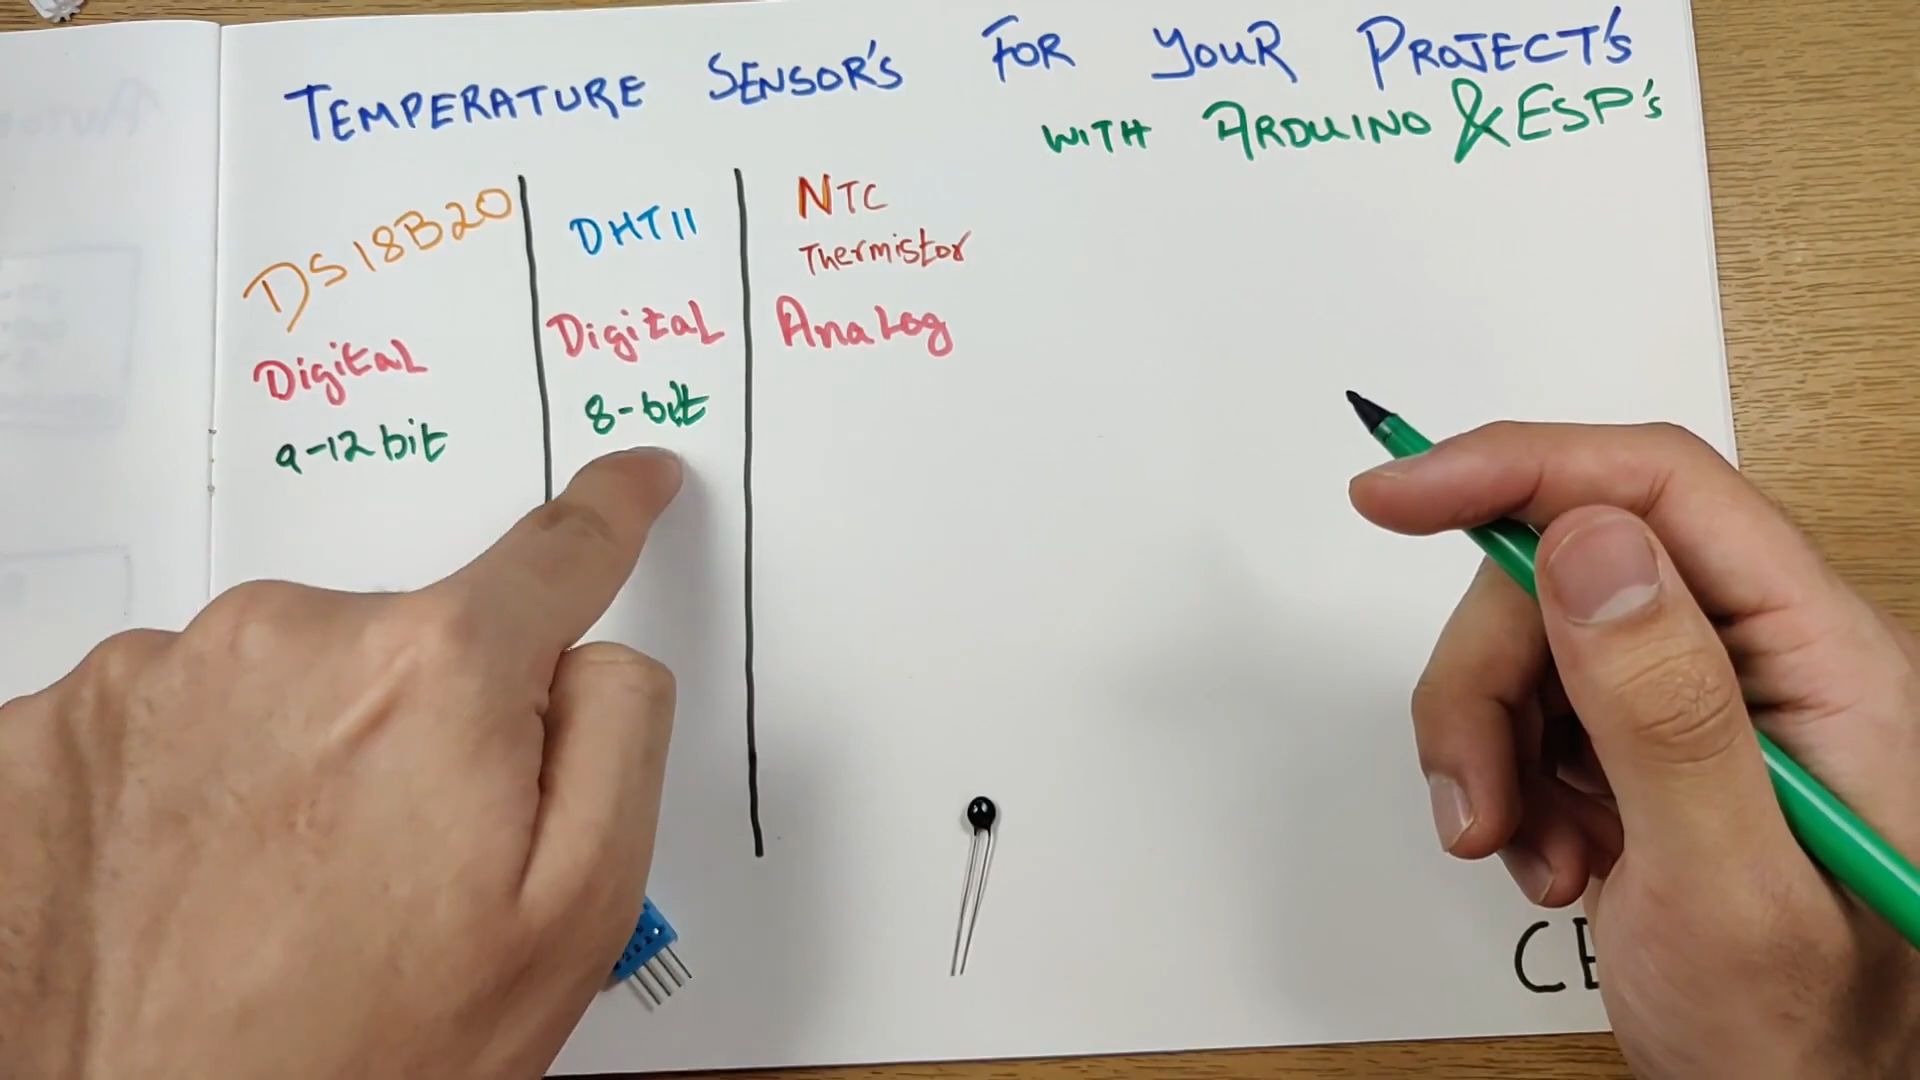 TEMPERATURE SENSOR'S FOR YOUR PROJECT'S
WITH ARDUINO & ESP's
DS18B20
Digital
9-12 bit
DHT11
Digital
8-bit
NTC
Thermistor
Analog
CE